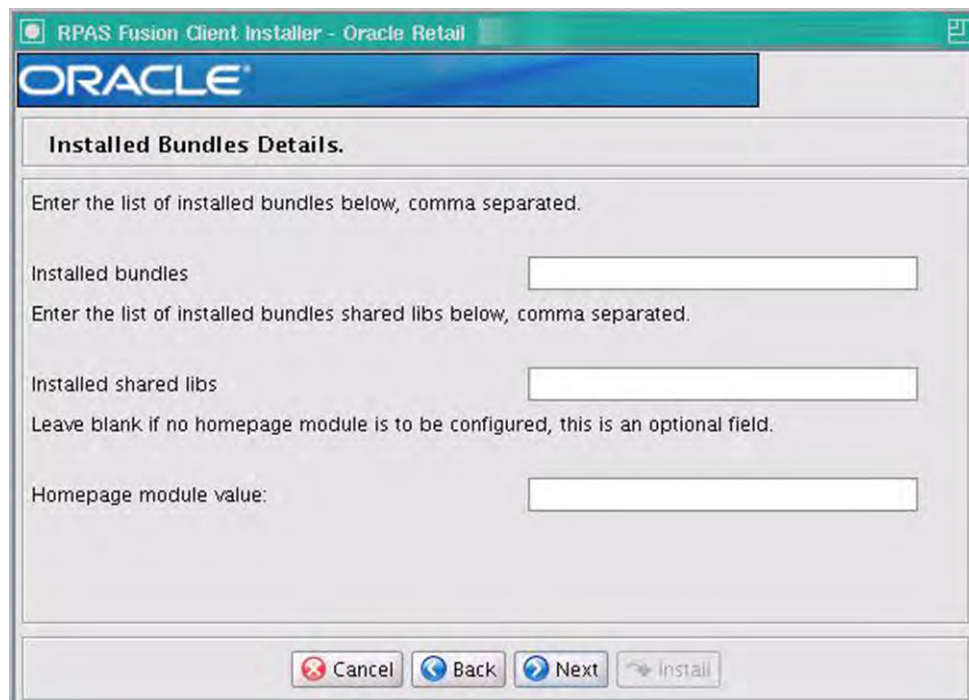 RPAS Fusion Client Installer - Oracle Retail
ORACLE®
Installed Bundles Details.
Enter the list of installed bundles below, comma separated.
Installed bundles
Enter the list of installed bundles shared libs below, comma separated.
Installed shared libs
Leave blank if no homepage module is to be configured, this is an optional field.
Homepage module value:
Cancel Back Next Install